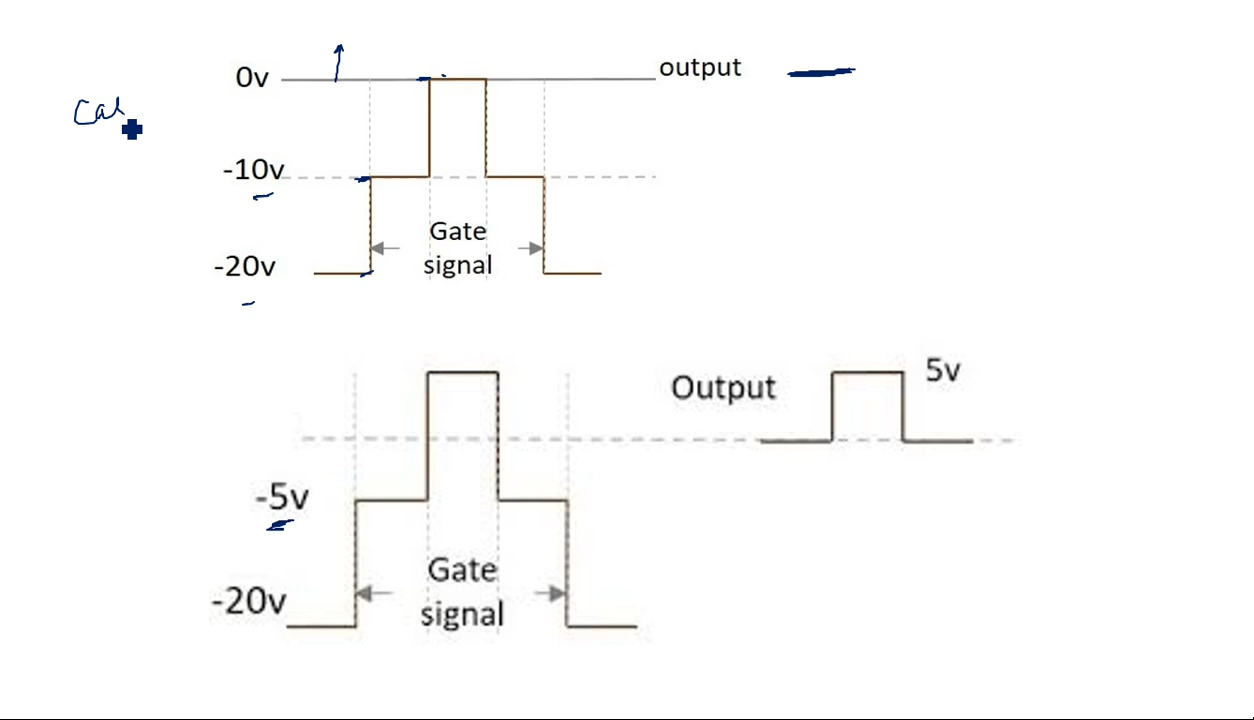 0v
output
Cal
-10v
Gate
signal
-20v
Output
5v
-5v
Gate
signal
-20v